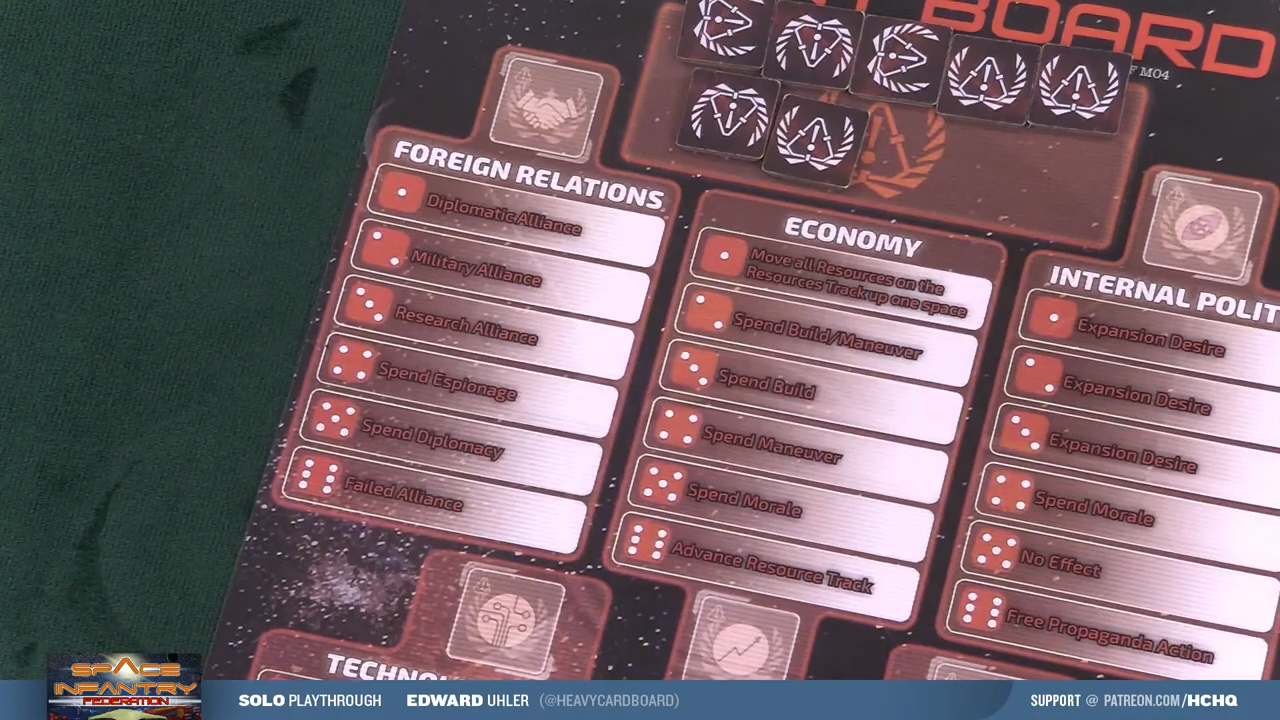 BOARD
F M04
FOREIGN RELATIONS
Diplomatic Alliance
Military Alliance
Research Alliance
Spend Espionage
Spend Diplomacy
Failed Alliance
ECONOMY
Move all Resources on the
Resources Track up one space
Spend Build/Maneuver
Spend Build
Spend Maneuver
Spend Morale
Advance Resource Track
INTERNAL POLIT
Expansion Desire
Expansion Desire
Expansion Desire
Spend Morale
No Effect
Free Propaganda Action
TECHNO
SPACE
INFANTRY
FEDERATION
SOLO PLAYTHROUGH EDWARD UHLER (@HEAVYCARDBOARD)
SUPPORT @ PATREON.COM/HCHQ